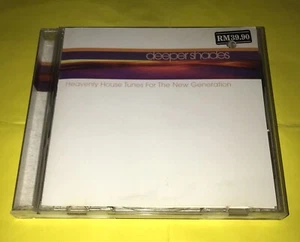 RM39.90
deeper shades
Heavenly House Tunes For The New Generation